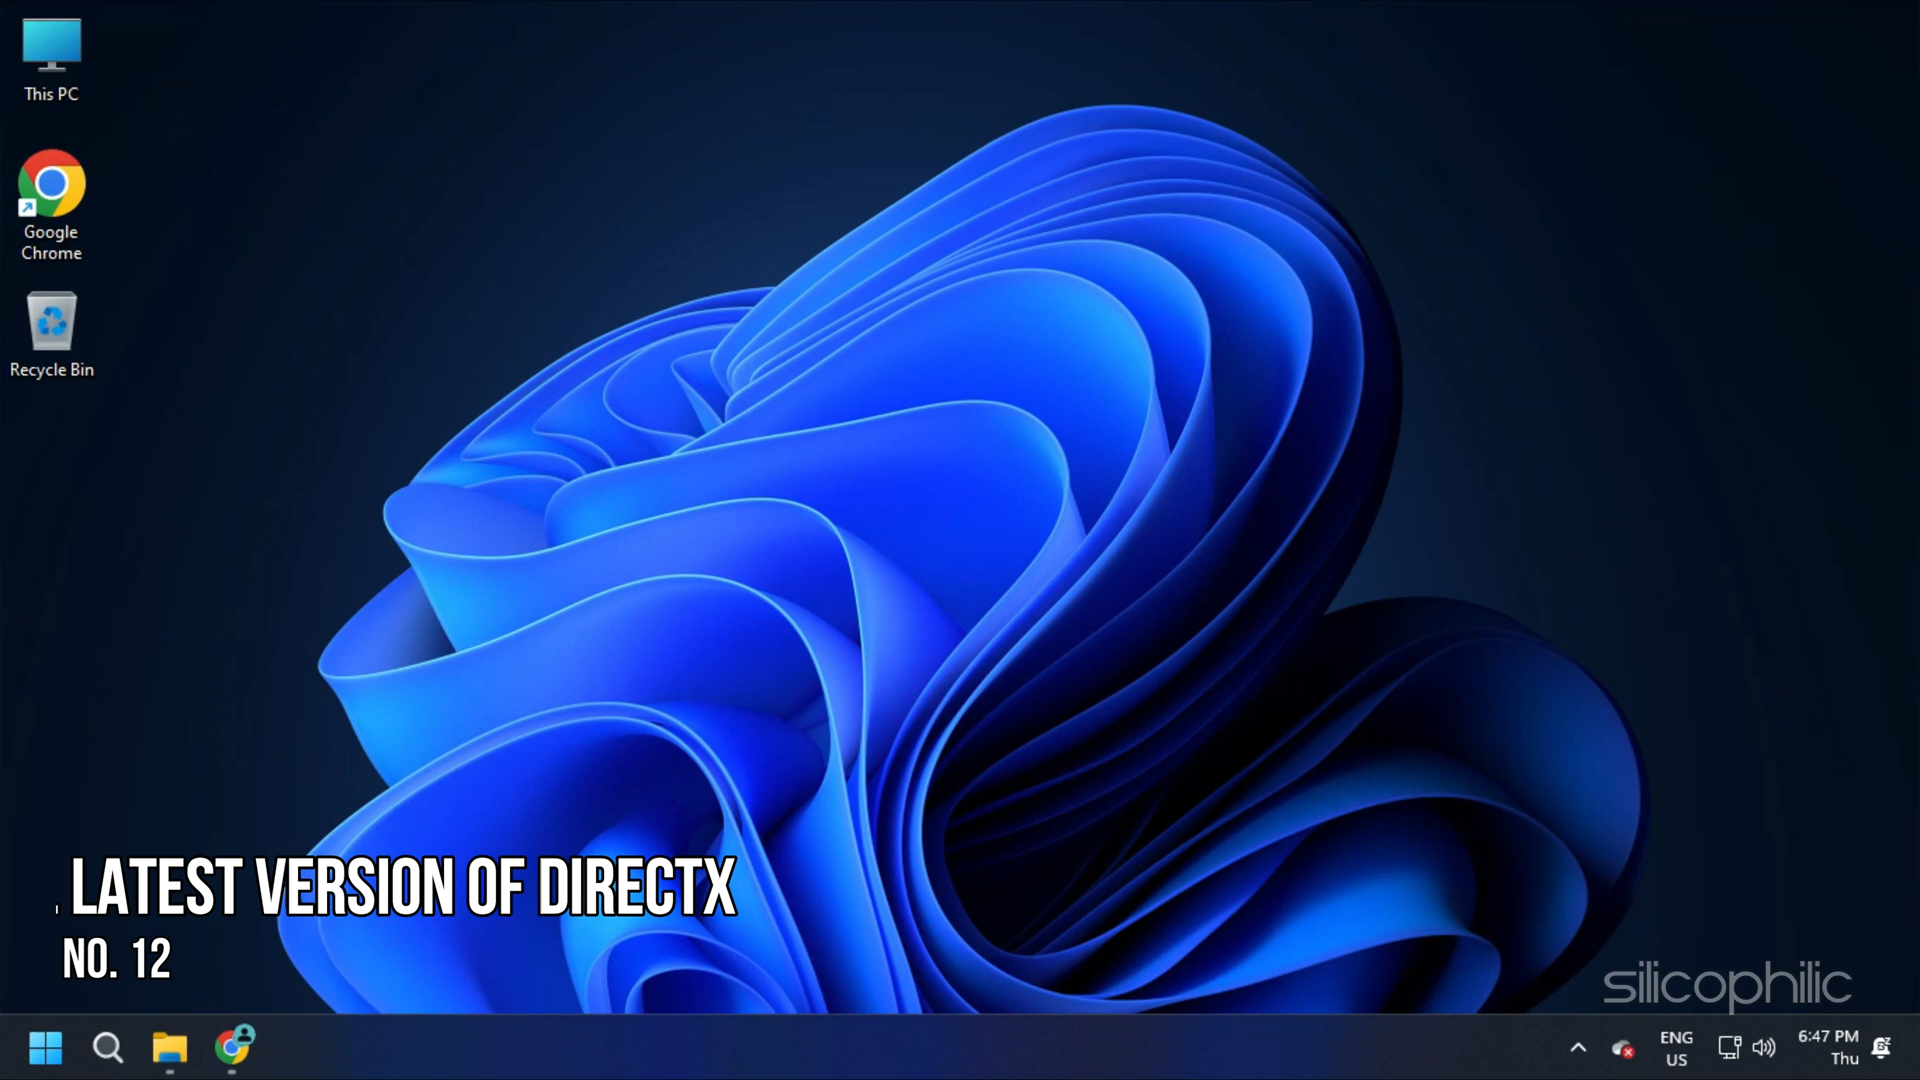 This PC
Google
Chrome
Recycle Bin
LATEST VERSION OF DIRECTX
NO. 12
silicophilic
ENG
US
6:47 PM
Thu